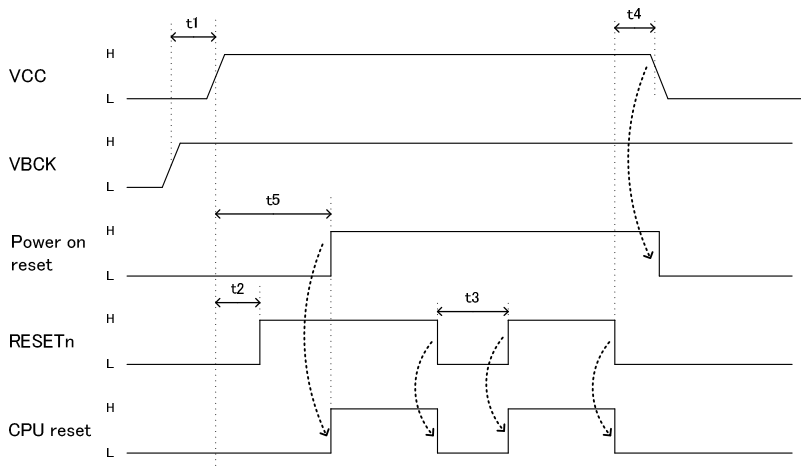 t1
t4
H
VCC
L
H
VBCK
L
t5
H
Power on
reset
L
t2
t3
H
RESETn
L
H
CPU reset
L